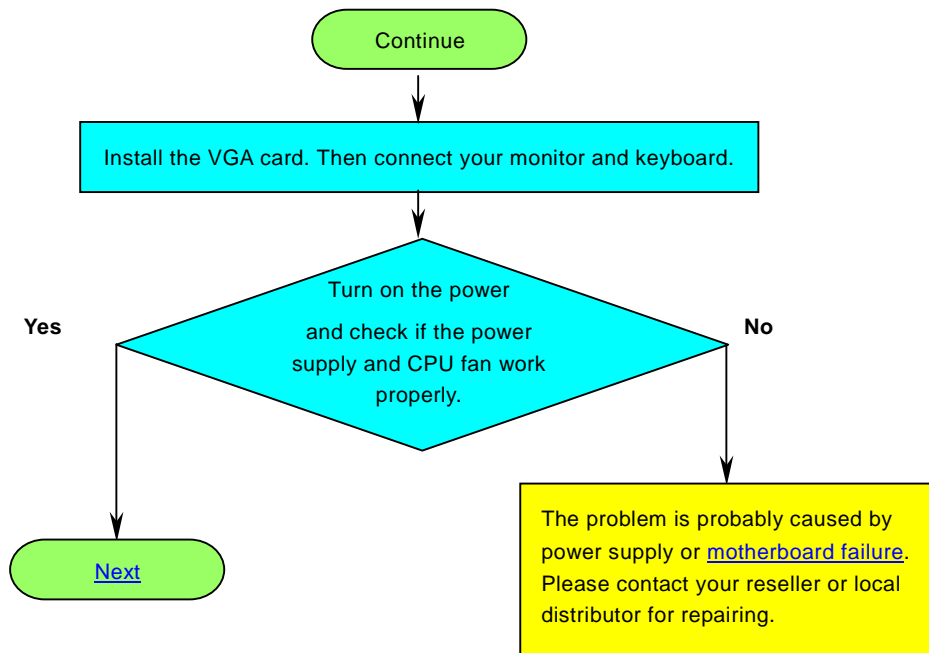 Continue
Install the VGA card. Then connect your monitor and keyboard.
Turn on the power
and check if the power
supply and CPU fan work
properly.
Yes
No
Next
The problem is probably caused by
power supply or motherboard failure.
Please contact your reseller or local
distributor for repairing.